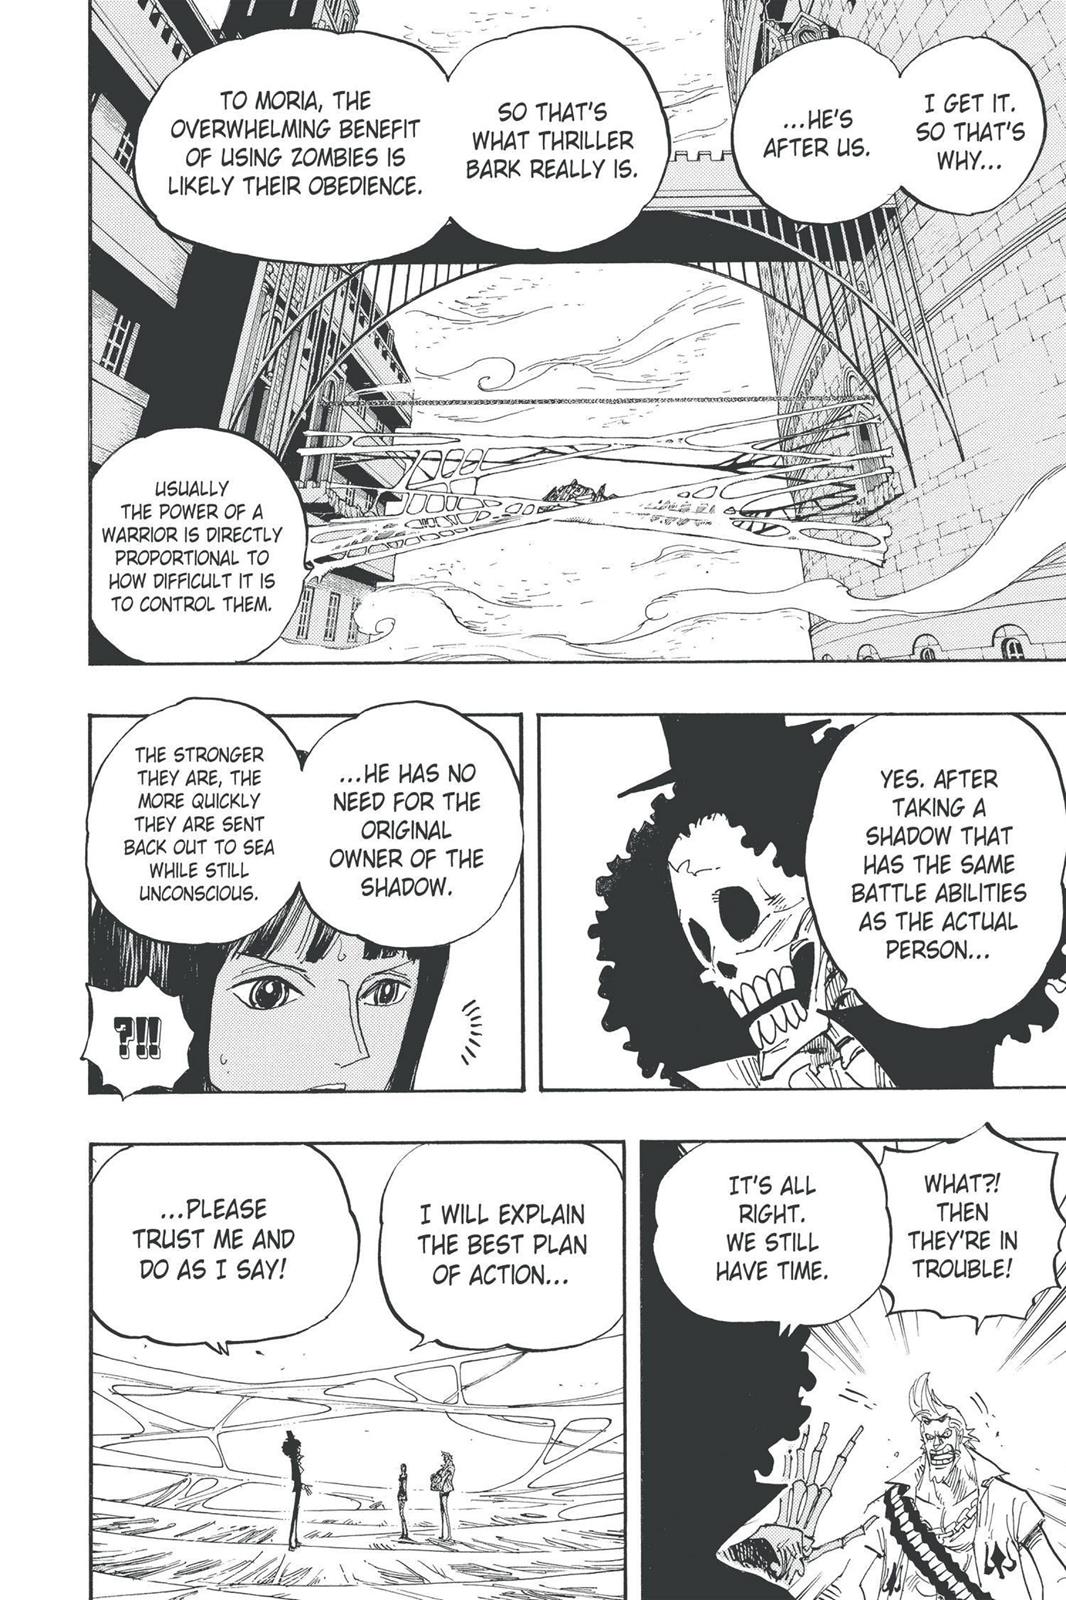 I GET IT.
SO THAT'S
WHY...
...HE'S
AFTER US.
SO THAT'S
WHAT THRILLER
BARK REALLY IS.
TO MORIA, THE
OVERWHELMING BENEFIT
OF USING ZOMBIES IS
LIKELY THEIR OBEDIENCE.
USUALLY
THE POWER OF A
WARRIOR IS DIRECTLY
PROPORTIONAL TO
HOW DIFFICULT IT IS
TO CONTROL THEM.
YES. AFTER
TAKING A
SHADOW THAT
HAS THE SAME
BATTLE ABILITIES
AS THE ACTUAL
PERSON...
...HE HAS NO
NEED FOR THE
ORIGINAL
OWNER OF THE
SHADOW.
THE STRONGER
THEY ARE, THE
MORE QUICKLY
THEY ARE SENT
BACK OUT TO SEA
WHILE STILL
UNCONSCIOUS.
?!!
WHAT?!
THEN
THEY'RE IN
TROUBLE!
IT'S ALL
RIGHT.
WE STILL
HAVE TIME.
I WILL EXPLAIN
THE BEST PLAN
OF ACTION...
...PLEASE
TRUST ME AND
DO AS I SAY!